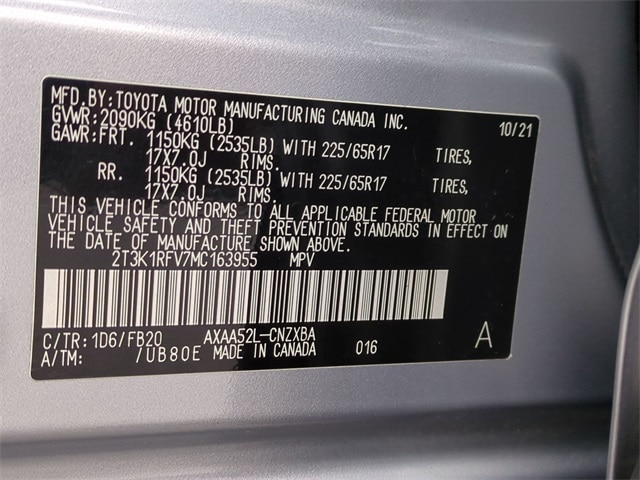 MFD.BY:TOYOTA MOTOR MANUFACTURING CANADA INC.
GVWR:2090KG (4610LB) 10/21
GAWR:FRT. 1150KG (2535LB) WITH 225/65R17 TIRES,
17X7.0J RIMS.
RR. 1150KG (2535LB) WITH 225/65R17 TIRES,
17X7.0J RIMS.
THIS VEHICLE CONFORMS TO ALL APPLICABLE FEDERAL MOTOR
VEHICLE SAFETY AND THEFT PREVENTION STANDARDS IN EFFECT ON
THE DATE OF MANUFACTURE SHOWN ABOVE.
2T3K1RFV7MC163955 MPV
C/TR:1D6/FB20 AXAA52L-CNZXBA A
A/TM: /UB80E MADE IN CANADA 016